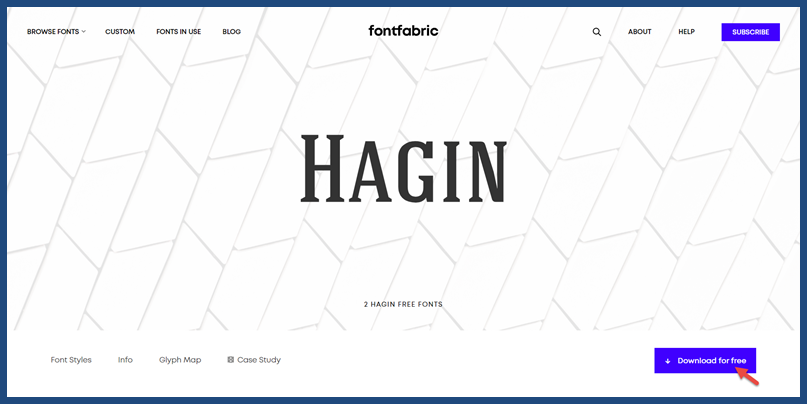 BROWSE FONTS CUSTOM FONTS IN USE BLOG fontfabric ABOUT HELP SUBSCRIBE
HAGIN
2 HAGIN FREE FONTS
Font Styles Info Glyph Map Case Study Download for free